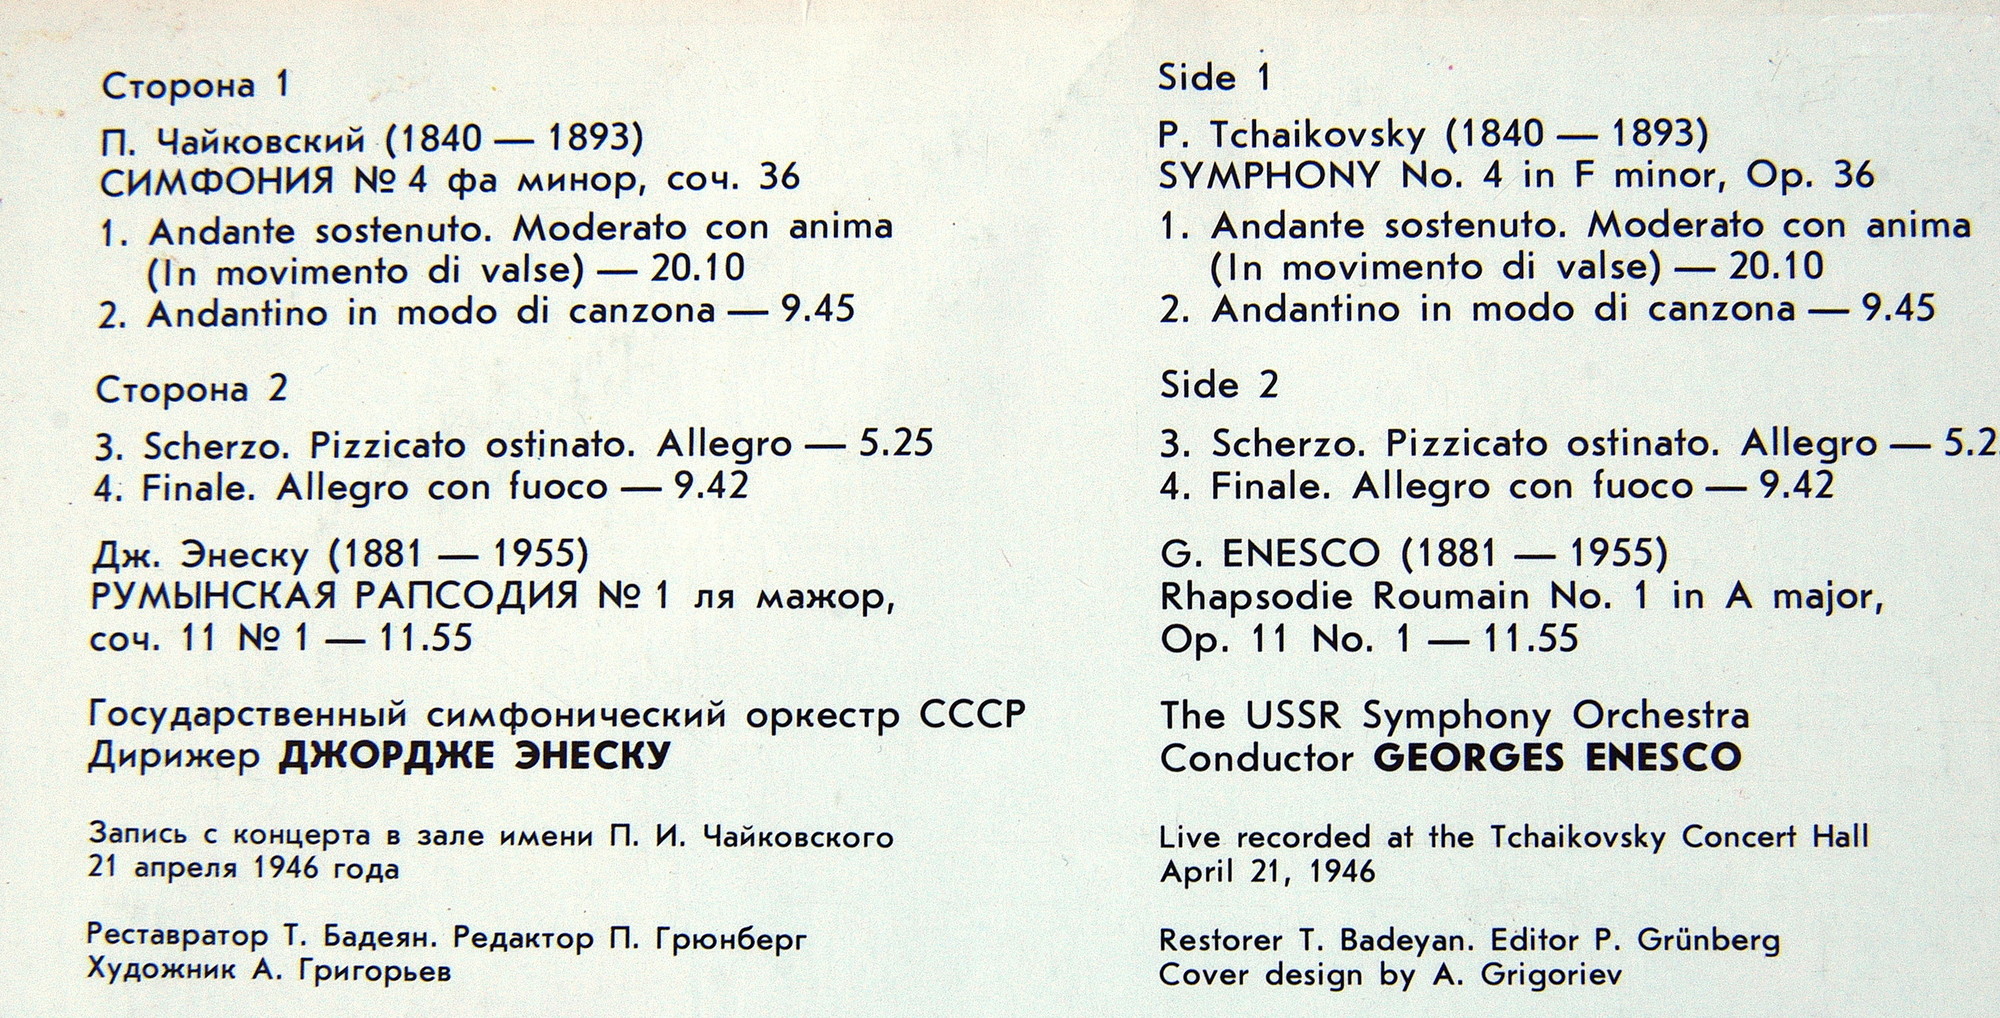 Сторона 1
П. Чайковский (1840 — 1893)
СИМФОНИЯ № 4 фа минор, соч. 36
1. Andante sostenuto. Moderato con anima
(In movimento di valse) — 20.10
2. Andantino in modo di canzona — 9.45
Сторона 2
3. Scherzo. Pizzicato ostinato. Allegro — 5.25
4. Finale. Allegro con fuoco — 9.42
Дж. Энеску (1881 — 1955)
РУМЫНСКАЯ РАПСОДИЯ № 1 ля мажор,
соч. 11 № 1 — 11.55
Государственный симфонический оркестр СССР
Дирижер ДЖОРДЖЕ ЭНЕСКУ
Запись с концерта в зале имени П. И. Чайковского
21 апреля 1946 года
Реставратор Т. Бадеян. Редактор П. Грюнберг
Художник А. Григорьев
Side 1
P. Tchaikovsky (1840 — 1893)
SYMPHONY No. 4 in F minor, Op. 36
1. Andante sostenuto. Moderato con anima
(In movimento di valse) — 20.10
2. Andantino in modo di canzona — 9.45
Side 2
3. Scherzo. Pizzicato ostinato. Allegro — 5.2
4. Finale. Allegro con fuoco — 9.42
G. ENESCO (1881 — 1955)
Rhapsodie Roumain No. 1 in A major,
Op. 11 No. 1 — 11.55
The USSR Symphony Orchestra
Conductor GEORGES ENESCO
Live recorded at the Tchaikovsky Concert Hall
April 21, 1946
Restorer T. Badeyan. Editor P. Grünberg
Cover design by A. Grigoriev